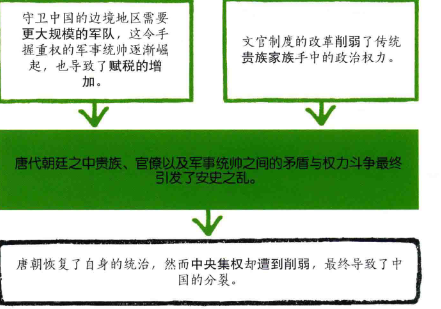 守卫中国的边境地区需要
更大规模的军队，这令手
握重权的军事统帅逐渐崛
起，也导致了赋税的增
加。
文官制度的改革削弱了传统
贵族家族手中的政治权力。
唐代朝廷之中贵族、官僚以及军事统帅之间的矛盾与权力斗争最终
引发了安史之乱。
唐朝恢复了自身的统治，然而中央集权却遭到削弱，最终导致了中
国的分裂。